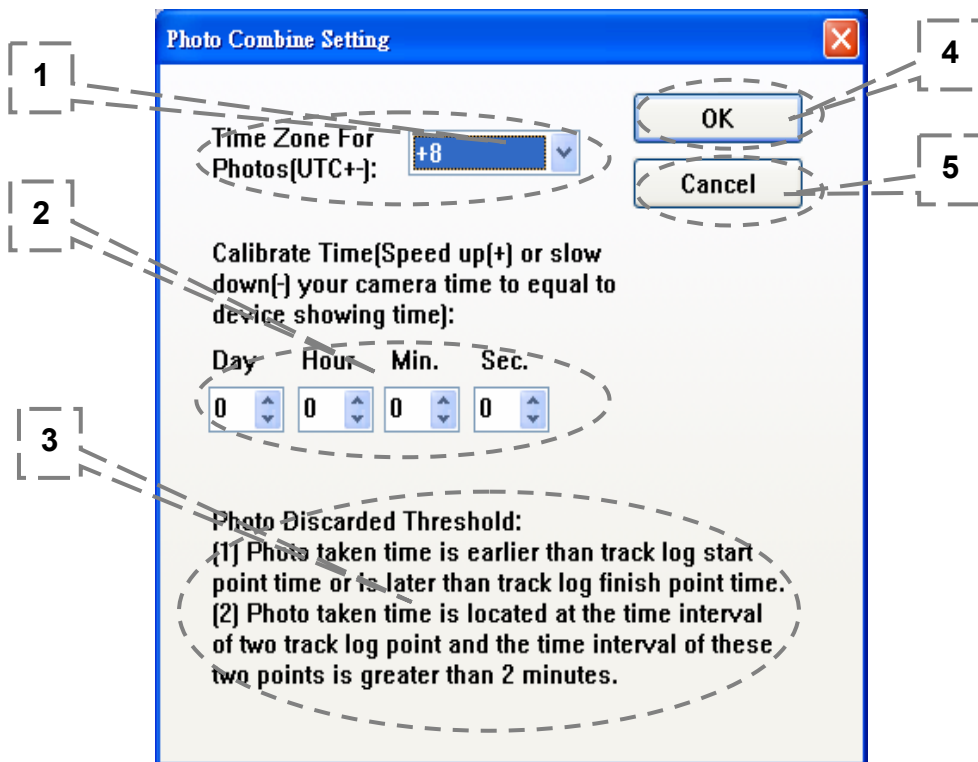 Photo Combine Setting
1
4
Time Zone For
Photos(UTC+-):
+8
OK
Cancel
5
2
Calibrate Time(Speed up(+) or slow
down(-) your camera time to equal to
device showing time):
Day Hour Min. Sec.
0 0 0 0
3
Photo Discarded Threshold:
(1) Photo taken time is earlier than track log start
point time or is later than track log finish point time.
(2) Photo taken time is located at the time interval
of two track log point and the time interval of these
two points is greater than 2 minutes.